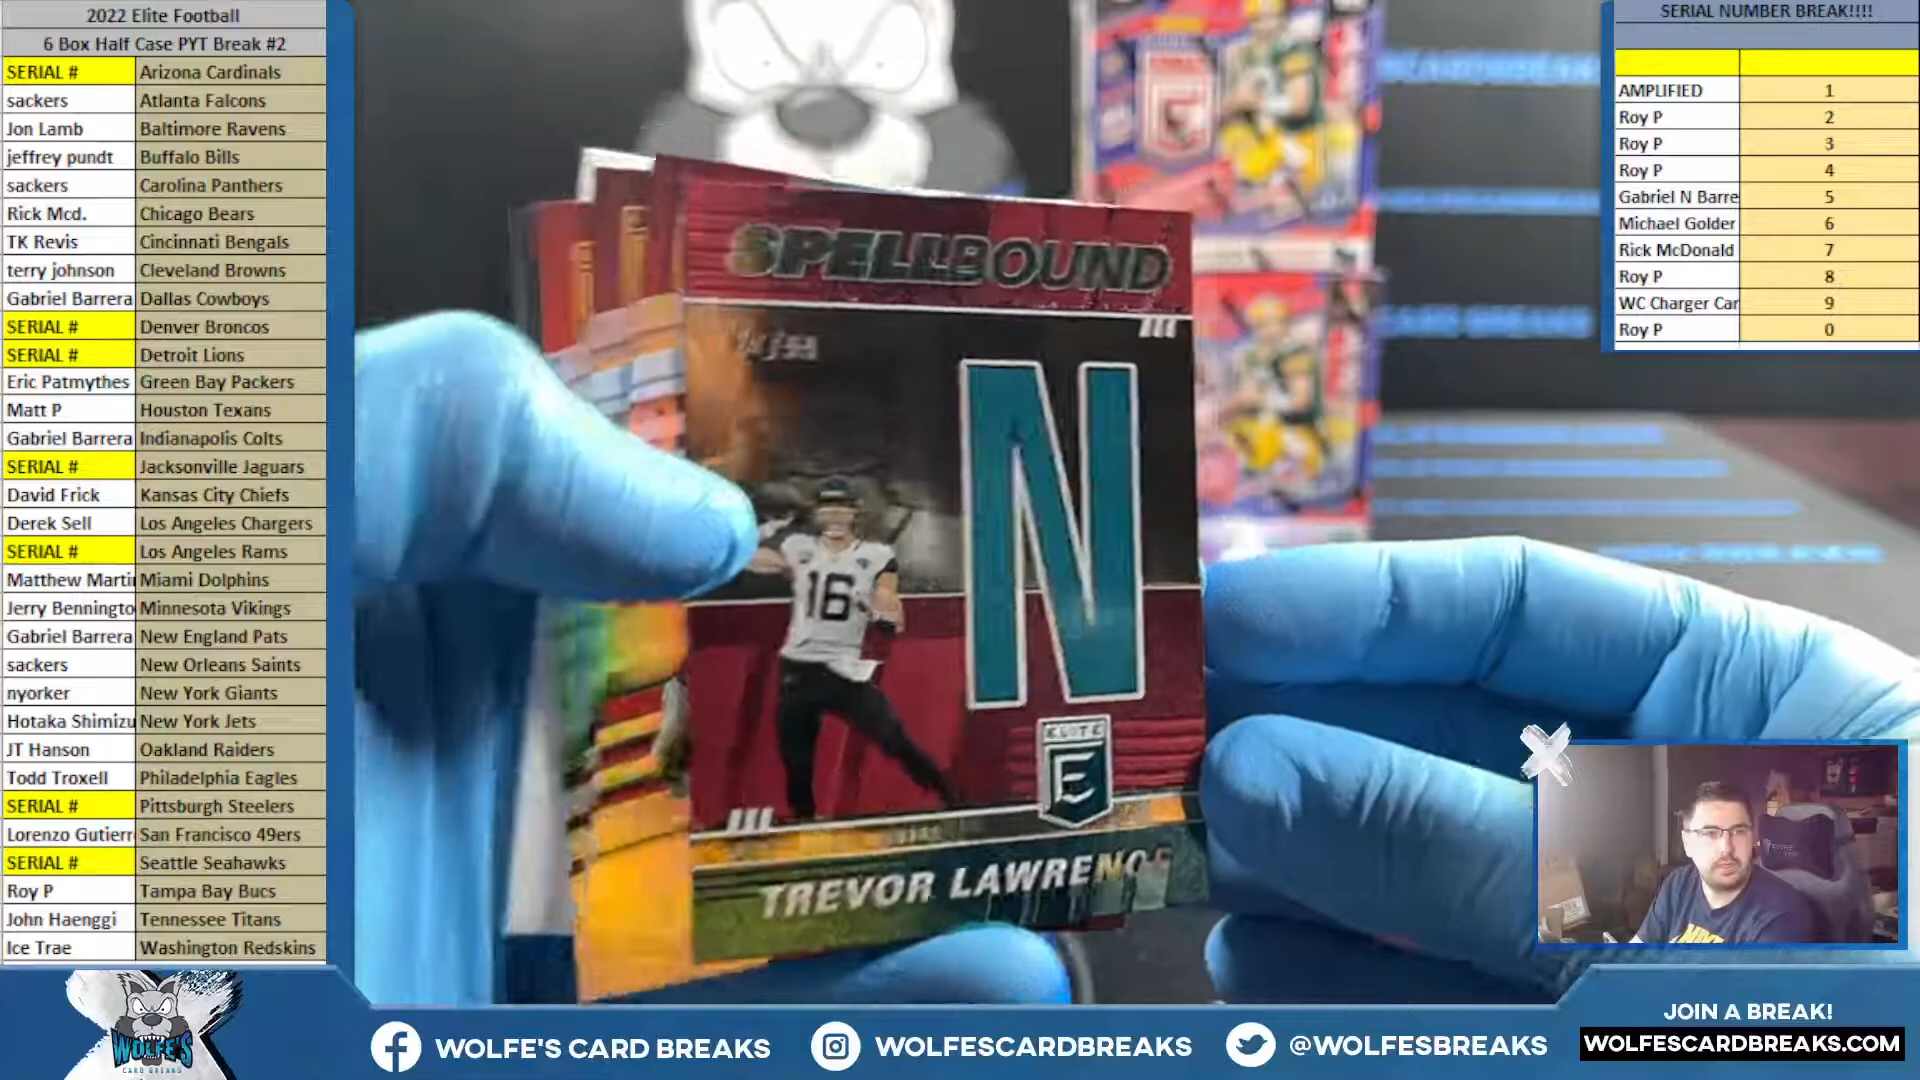 2022 Elite Football
6 Box Half Case PYT Break #2
SERIAL # Arizona Cardinals
sackers Atlanta Falcons
Jon Lamb Baltimore Ravens
jeffrey pundt Buffalo Bills
sackers Carolina Panthers
Rick Mcd. Chicago Bears
TK Revis Cincinnati Bengals
terry johnson Cleveland Browns
Gabriel Barrera Dallas Cowboys
SERIAL # Denver Broncos
SERIAL # Detroit Lions
Eric Patmythes Green Bay Packers
Matt P Houston Texans
Gabriel Barrera Indianapolis Colts
SERIAL # Jacksonville Jaguars
David Frick Kansas City Chiefs
Derek Sell Los Angeles Chargers
SERIAL # Los Angeles Rams
Matthew Marti Miami Dolphins
Jerry Benningto Minnesota Vikings
Gabriel Barrera New England Pats
sackers New Orleans Saints
nyorker New York Giants
Hotaka Shimizu New York Jets
JT Hanson Oakland Raiders
Todd Troxell Philadelphia Eagles
SERIAL # Pittsburgh Steelers
Lorenzo Gutierr San Francisco 49ers
SERIAL # Seattle Seahawks
Roy P Tampa Bay Bucs
John Haenggi Tennessee Titans
Ice Trae Washington Redskins
SPELLBOUND
N
16
ELITE
E
TREVOR LAWRENCE
SERIAL NUMBER BREAK!!!!
AMPLIFIED 1
Roy P 2
Roy P 3
Roy P 4
Gabriel N Barre 5
Michael Golder 6
Rick McDonald 7
Roy P 8
WC Charger Car 9
Roy P 0
WOLFE'S
CARD BREAKS
WOLFE'S CARD BREAKS
WOLFESCARDBREAKS
@WOLFESBREAKS
JOIN A BREAK!
WOLFESCARDBREAKS.COM